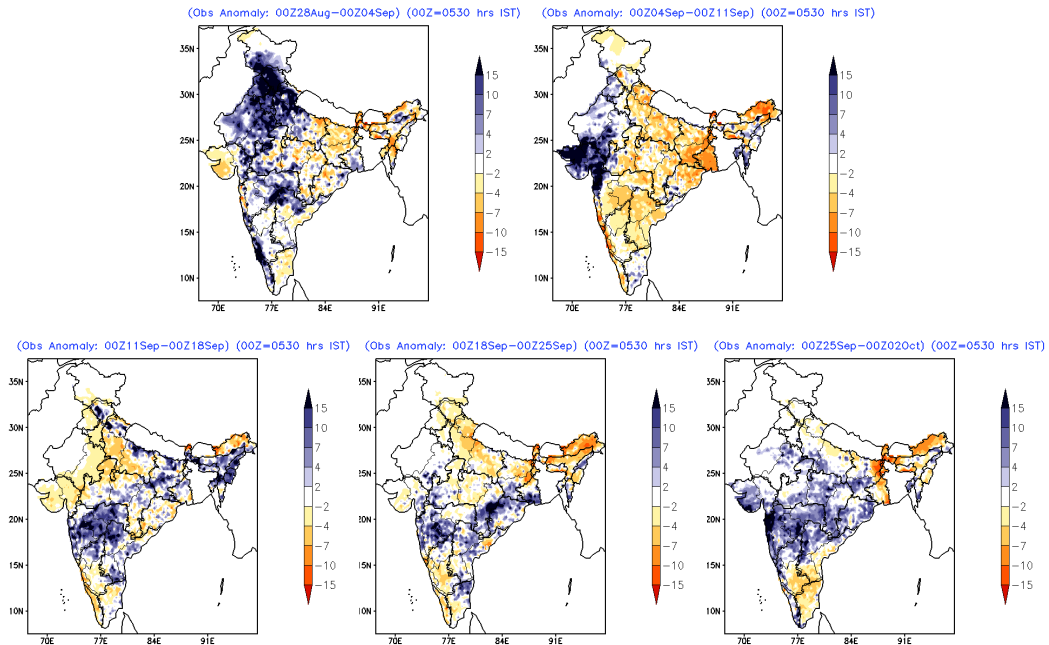 (Obs Anomaly: 00Z28Aug-00Z04Sep) (00Z=0530 hrs IST)
35N
30N
25N
20N
15N
10N
70E 77E 84E 91E
15
10
7
4
2
-2
-4
-7
-10
-15
(Obs Anomaly: 00Z04Sep-00Z11Sep) (00Z=0530 hrs IST)
35N
30N
25N
20N
15N
10N
70E 77E 84E 91E
15
10
7
4
2
-2
-4
-7
-10
-15
(Obs Anomaly: 00Z11Sep-00Z18Sep) (00Z=0530 hrs IST)
35N
30N
25N
20N
15N
10N
70E 77E 84E 91E
15
10
7
4
2
-2
-4
-7
-10
-15
(Obs Anomaly: 00Z18Sep-00Z25Sep) (00Z=0530 hrs IST)
35N
30N
25N
20N
15N
10N
70E 77E 84E 91E
15
10
7
4
2
-2
-4
-7
-10
-15
(Obs Anomaly: 00Z25Sep-00Z02Oct) (00Z=0530 hrs IST)
35N
30N
25N
20N
15N
10N
70E 77E 84E 91E
15
10
7
4
2
-2
-4
-7
-10
-15